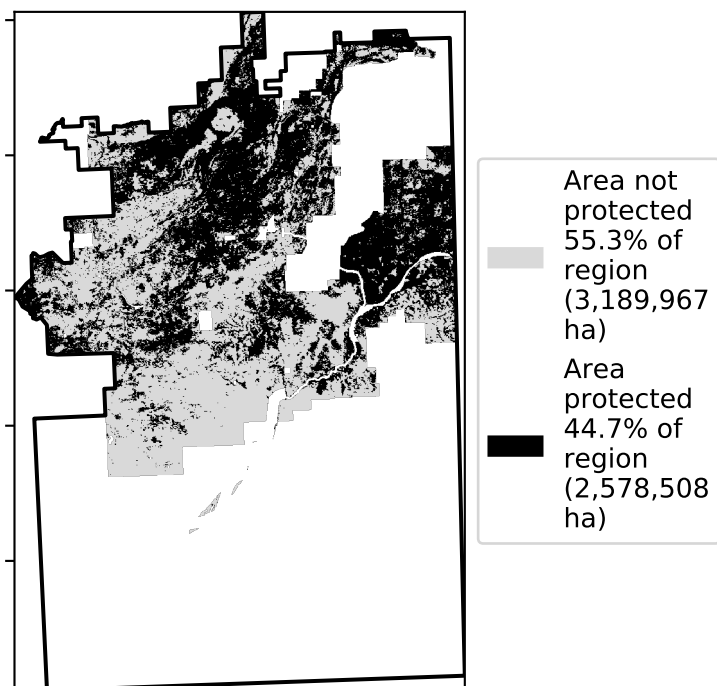 Area not
protected
55.3% of
region
(3,189,967
ha)
Area
protected
44.7% of
region
(2,578,508
ha)